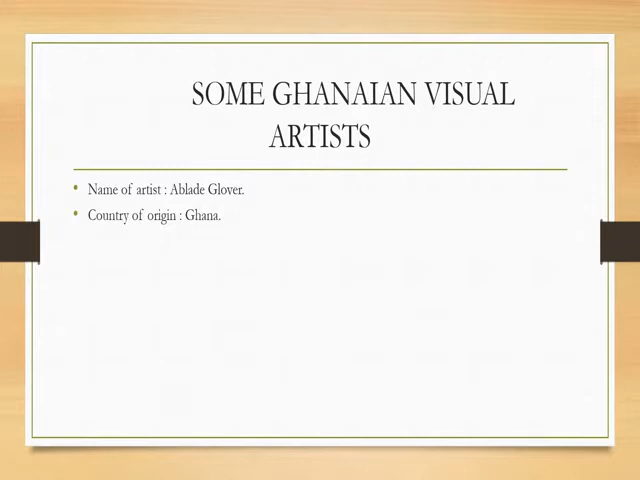 SOME GHANAIAN VISUAL
ARTISTS
• Name of artist : Ablade Glover.
• Country of origin : Ghana.